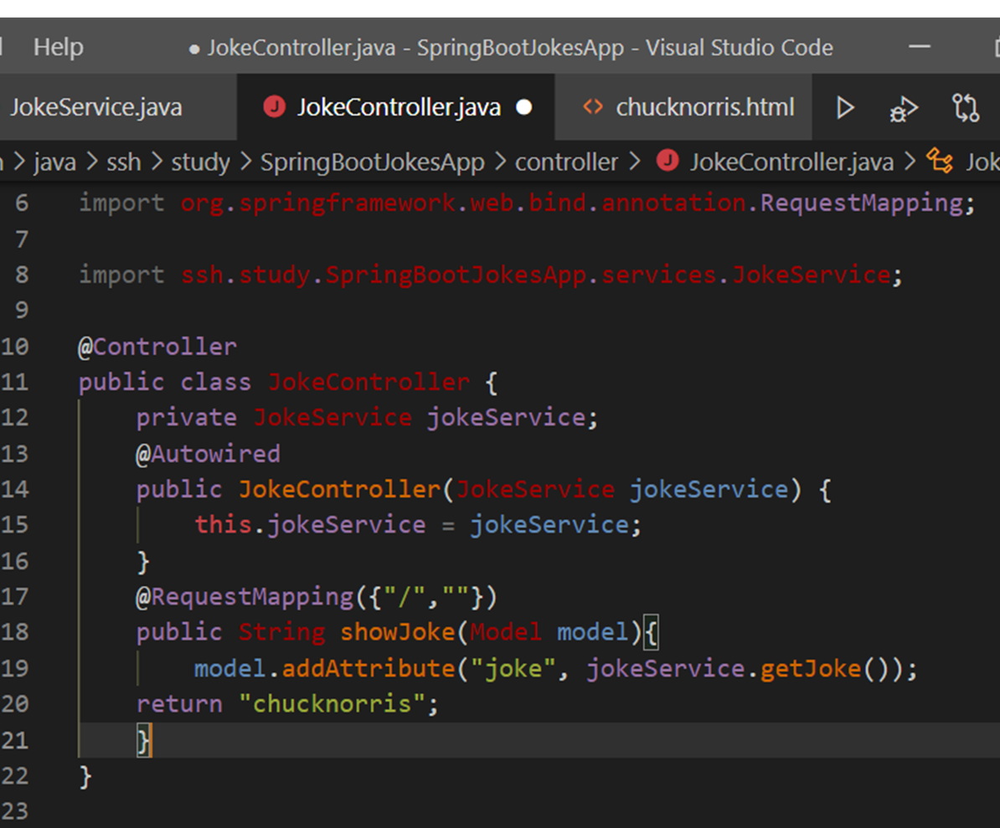 Help ● JokeController.java - SpringBootJokesApp - Visual Studio Code
JokeService.java JokeController.java ● <> chucknorris.html
> java > ssh > study > SpringBootJokesApp > controller > J JokeController.java > Jok
6 import org.springframework.web.bind.annotation.RequestMapping;
7
8 import ssh.study.SpringBootJokesApp.services.JokeService;
9
10 @Controller
11 public class JokeController {
12 private JokeService jokeService;
13 @Autowired
14 public JokeController(JokeService jokeService) {
15 this.jokeService = jokeService;
16 }
17 @RequestMapping({"/",""})
18 public String showJoke(Model model){
19 model.addAttribute("joke", jokeService.getJoke());
20 return "chucknorris";
21 }
22 }
23